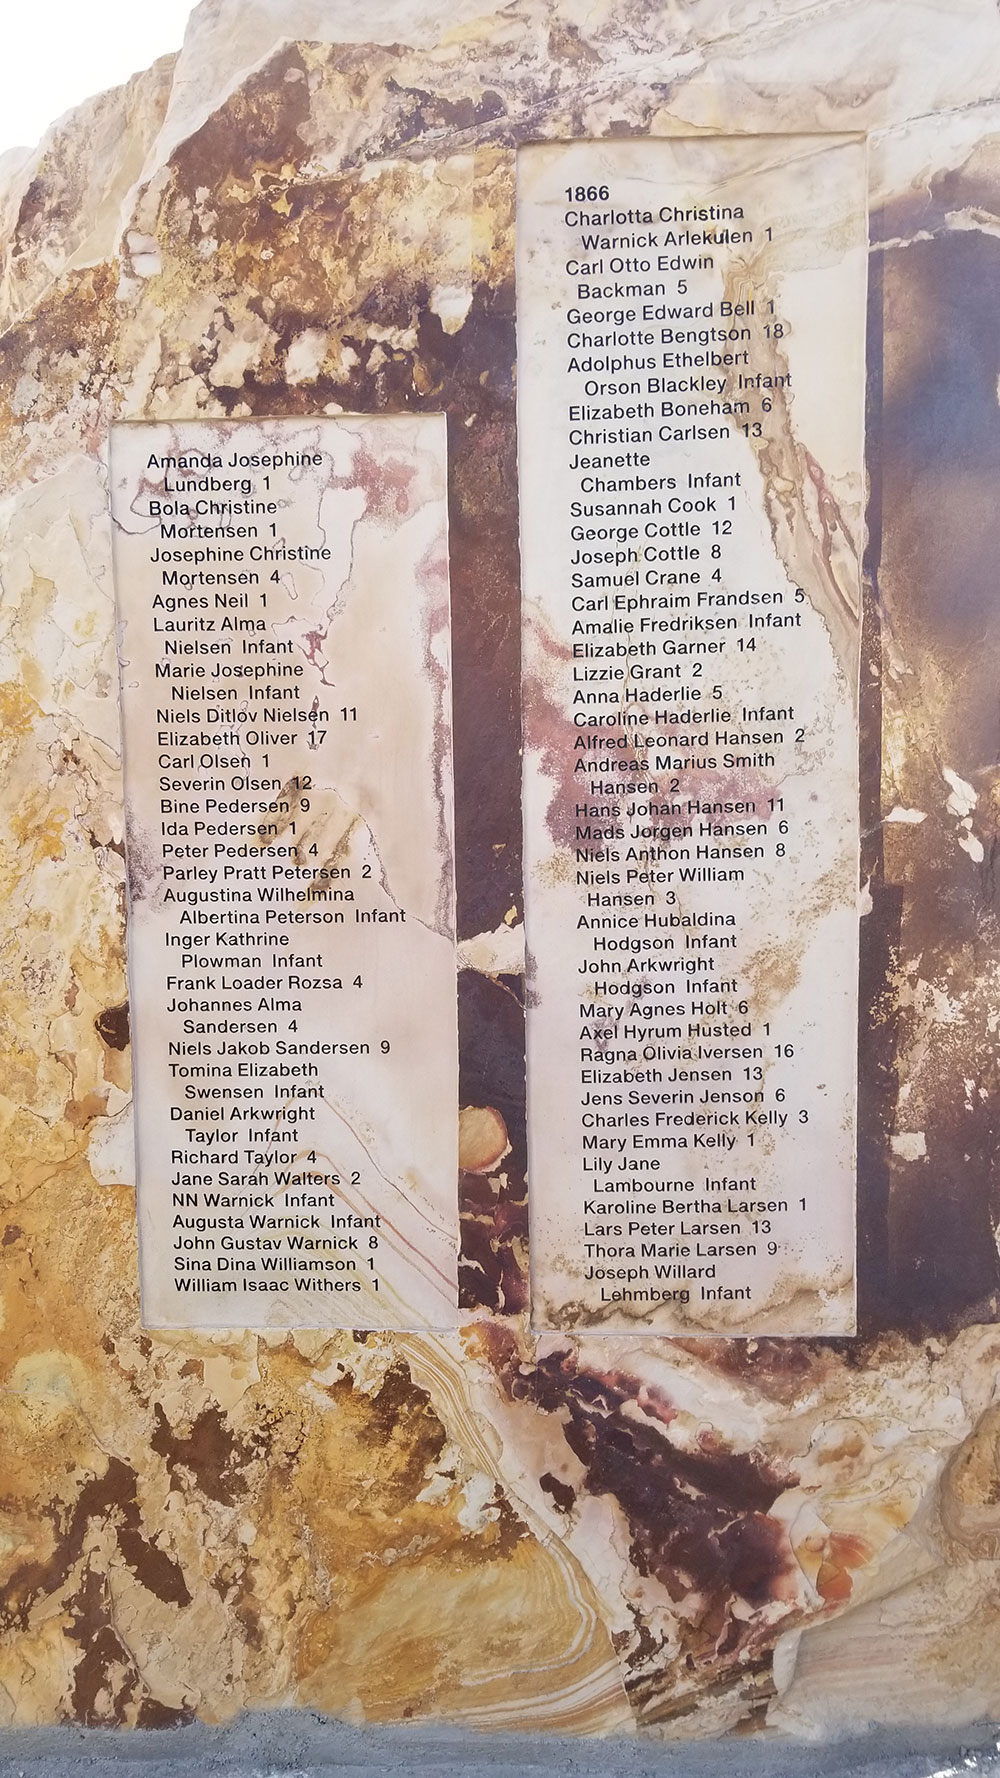 Amanda Josephine
Lundberg 1
Bola Christine
Mortensen 1
Josephine Christine
Mortensen 4
Agnes Neil 1
Lauritz Alma
Nielsen Infant
Marie Josephine
Nielsen Infant
Niels Ditlov Nielsen 11
Elizabeth Oliver 17
Carl Olsen 1
Severin Olsen 12
Bine Pedersen 9
Ida Pedersen 1
Peter Pedersen 4
Parley Pratt Petersen 2
Augustina Wilhelmina
Albertina Peterson Infant
Inger Kathrine
Plowman Infant
Frank Loader Rozsa 4
Johannes Alma
Sandersen 4
Niels Jakob Sandersen 9
Tomina Elizabeth
Swensen Infant
Daniel Arkwright
Taylor Infant
Richard Taylor 4
Jane Sarah Walters 2
NN Warnick Infant
Augusta Warnick Infant
John Gustav Warnick 8
Sina Dina Williamson 1
William Isaac Withers 1
1866
Charlotta Christina
Warnick Arlekulen 1
Carl Otto Edwin
Backman 5
George Edward Bell 1
Charlotte Bengtson 18
Adolphus Ethelbert
Orson Blackley Infant
Elizabeth Boneham 6
Christian Carlsen 13
Jeanette
Chambers Infant
Susannah Cook 1
George Cottle 12
Joseph Cottle 8
Samuel Crane 4
Carl Ephraim Frandsen 5
Amalie Fredriksen Infant
Elizabeth Garner 14
Lizzie Grant 2
Anna Haderlie 5
Caroline Haderlie Infant
Alfred Leonard Hansen 2
Andreas Marius Smith
Hansen 2
Hans Johan Hansen 11
Mads Jorgen Hansen 6
Niels Anthon Hansen 8
Niels Peter William
Hansen 3
Annice Hubaldina
Hodgson Infant
John Arkwright
Hodgson Infant
Mary Agnes Holt 6
Axel Hyrum Husted 1
Ragna Olivia Iversen 16
Elizabeth Jensen 13
Jens Severin Jenson 6
Charles Frederick Kelly 3
Mary Emma Kelly 1
Lily Jane
Lambourne Infant
Karoline Bertha Larsen 1
Lars Peter Larsen 13
Thora Marie Larsen 9
Joseph Willard
Lehmberg Infant